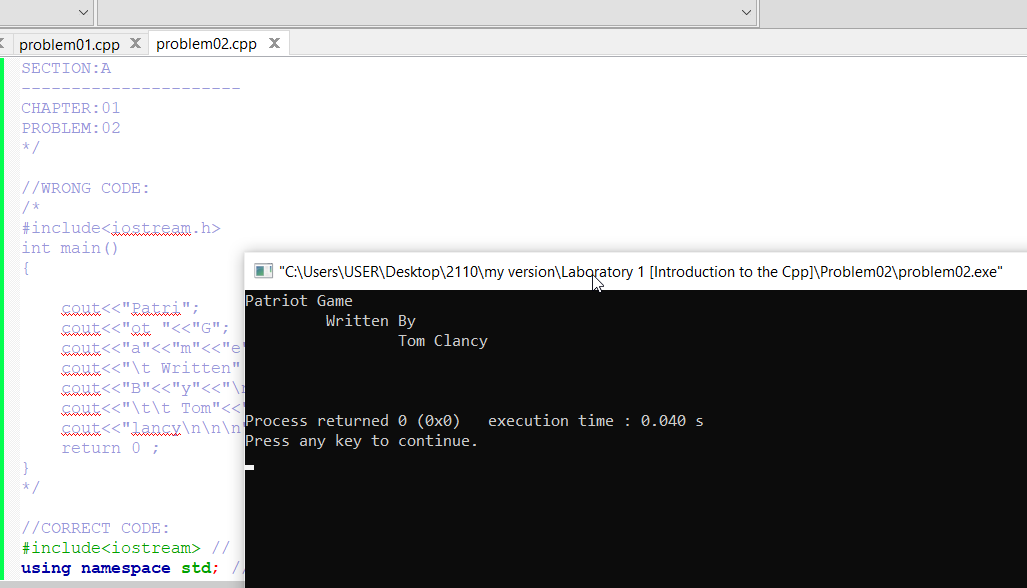 problem01.cpp
problem02.cpp
SECTION:A
----------------------
CHAPTER:01
PROBLEM:02
*/
//WRONG CODE:
/*
#include<iostream.h>
int main()
{
cout<<"Patri";
cout<<"ot "<<"G";
cout<<"a"<<"m"<<"e"
cout<<"\t Written"
cout<<"B"<<"y"<<"\
cout<<"\t\t Tom"<<
cout<<"lancy\n\n\n
return 0 ;
}
*/
//CORRECT CODE:
#include<iostream> //
using namespace std; //
"C:\Users\USER\Desktop\2110\my version\Laboratory 1 [Introduction to the Cpp]\Problem02\problem02.exe"
Patriot Game
Written By
Tom Clancy
Process returned 0 (0x0)   execution time : 0.040 s
Press any key to continue.